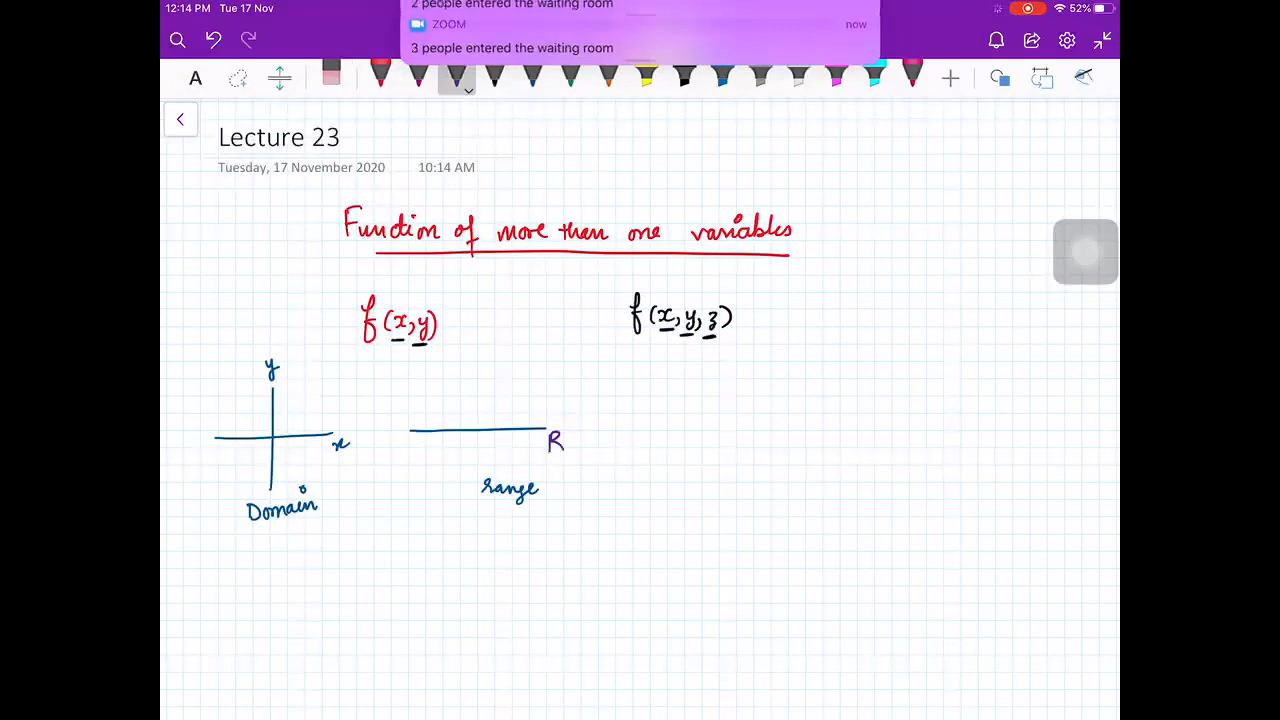 12:14 PM Tue 17 Nov
2 people entered the waiting room
52%
ZOOM now
3 people entered the waiting room
A
Lecture 23
Tuesday, 17 November 2020 10:14 AM
Function of more than one variables
f(x,y) f(x,y,z)
y
x R
Domain range